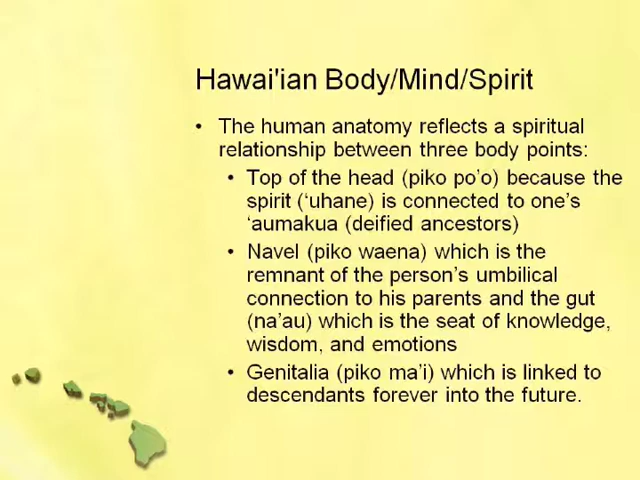 Hawai'ian Body/Mind/Spirit
• The human anatomy reflects a spiritual
relationship between three body points:
• Top of the head (piko po’o) because the
spirit (‘uhane) is connected to one’s
‘aumakua (deified ancestors)
• Navel (piko waena) which is the
remnant of the person’s umbilical
connection to his parents and the gut
(na’au) which is the seat of knowledge,
wisdom, and emotions
• Genitalia (piko ma’i) which is linked to
descendants forever into the future.